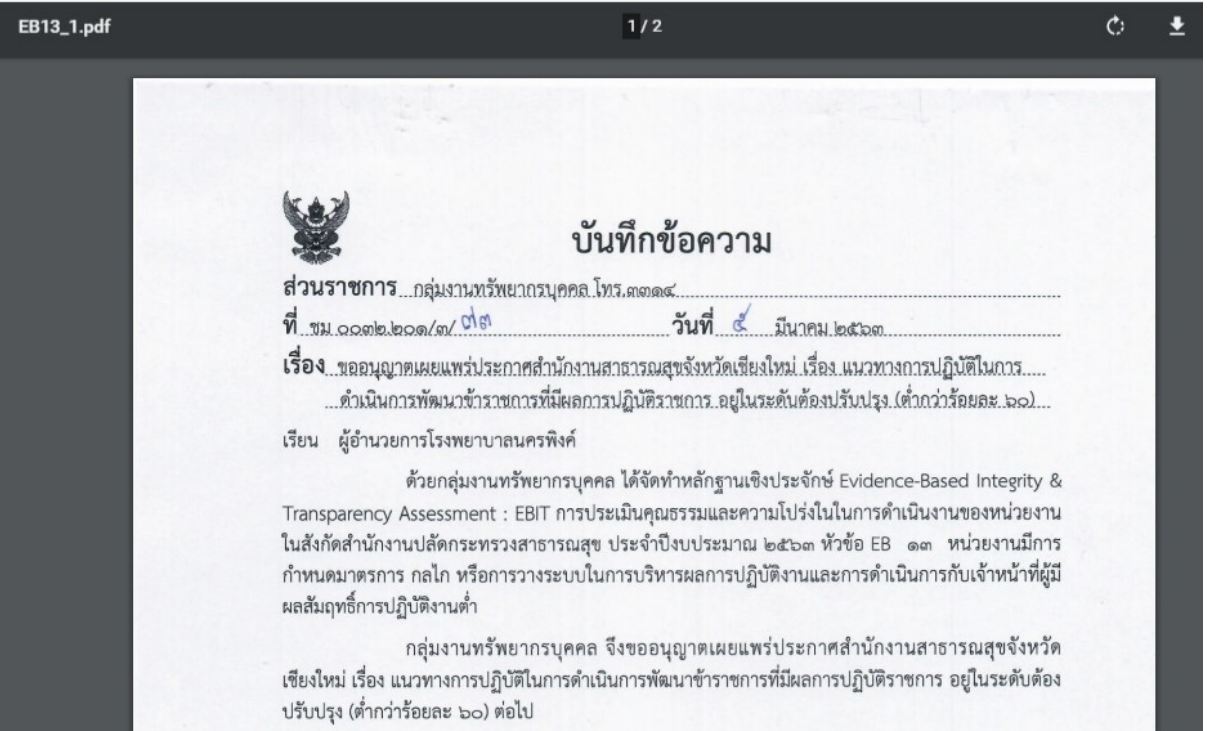 EB13_1.pdf
1 / 2
บันทึกข้อความ
ส่วนราชการ กลุ่มงานทรัพยากรบุคคล โทร.๓๓๑๔
ที่ ชม ๐๐๓๒.๒๐๑/๓/ ๗๓ วันที่ ๕ มีนาคม ๒๕๖๓
เรื่อง ขออนุญาตเผยแพร่ประกาศสำนักงานสาธารณสุขจังหวัดเชียงใหม่ เรื่อง แนวทางการปฏิบัติในการ
ดำเนินการพัฒนาข้าราชการที่มีผลการปฏิบัติราชการ อยู่ในระดับต้องปรับปรุง (ต่ำกว่าร้อยละ ๖๐)
เรียน ผู้อำนวยการโรงพยาบาลนครพิงค์
ด้วยกลุ่มงานทรัพยากรบุคคล ได้จัดทำหลักฐานเชิงประจักษ์ Evidence-Based Integrity &
Transparency Assessment : EBIT การประเมินคุณธรรมและความโปร่งในในการดำเนินงานของหน่วยงาน
ในสังกัดสำนักงานปลัดกระทรวงสาธารณสุข ประจำปีงบประมาณ ๒๕๖๓ หัวข้อ EB ๑๓ หน่วยงานมีการ
กำหนดมาตรการ กลไก หรือการวางระบบในการบริหารผลการปฏิบัติงานและการดำเนินการกับเจ้าหน้าที่ผู้มี
ผลสัมฤทธิ์การปฏิบัติงานต่ำ
กลุ่มงานทรัพยากรบุคคล จึงขออนุญาตเผยแพร่ประกาศสำนักงานสาธารณสุขจังหวัด
เชียงใหม่ เรื่อง แนวทางการปฏิบัติในการดำเนินการพัฒนาข้าราชการที่มีผลการปฏิบัติราชการ อยู่ในระดับต้อง
ปรับปรุง (ต่ำกว่าร้อยละ ๖๐) ต่อไป